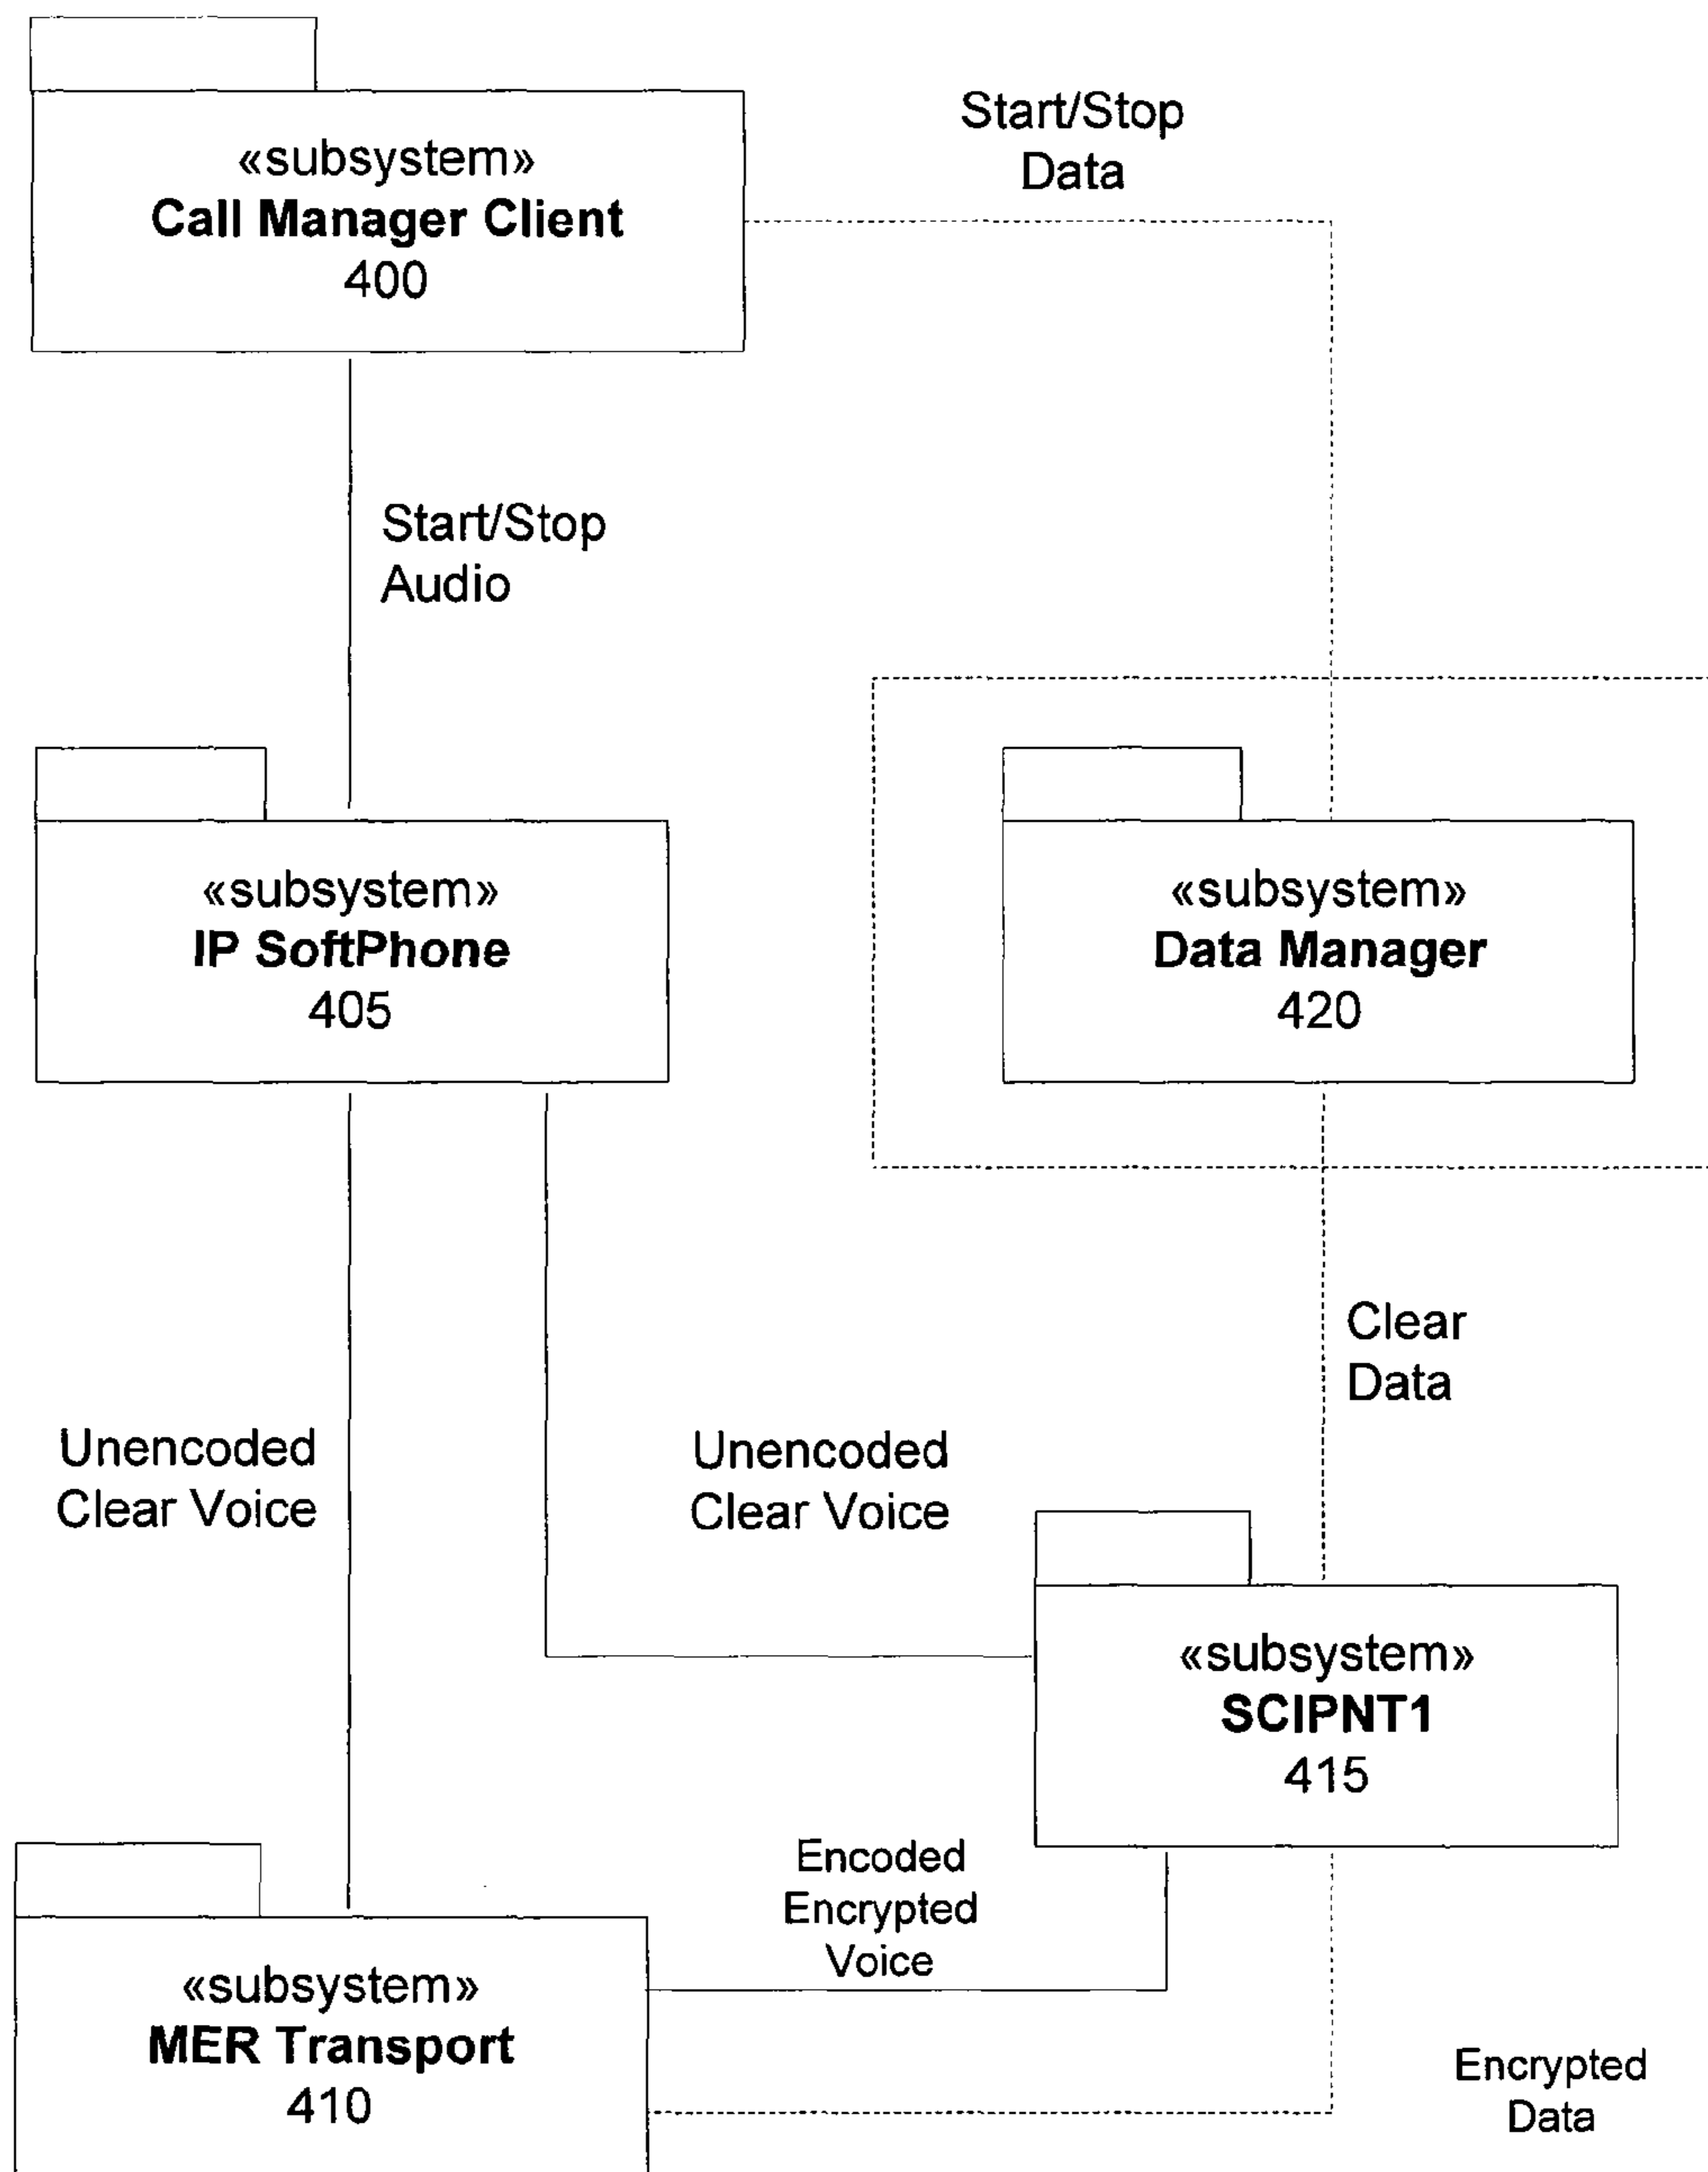 «subsystem»
Call Manager Client
400
Start/Stop
Data
Start/Stop
Audio
«subsystem»
IP SoftPhone
405
«subsystem»
Data Manager
420
Clear
Data
Unencoded
Clear Voice
Unencoded
Clear Voice
«subsystem»
SCIPNT1
415
Encoded
Encrypted
Voice
«subsystem»
MER Transport
410
Encrypted
Data